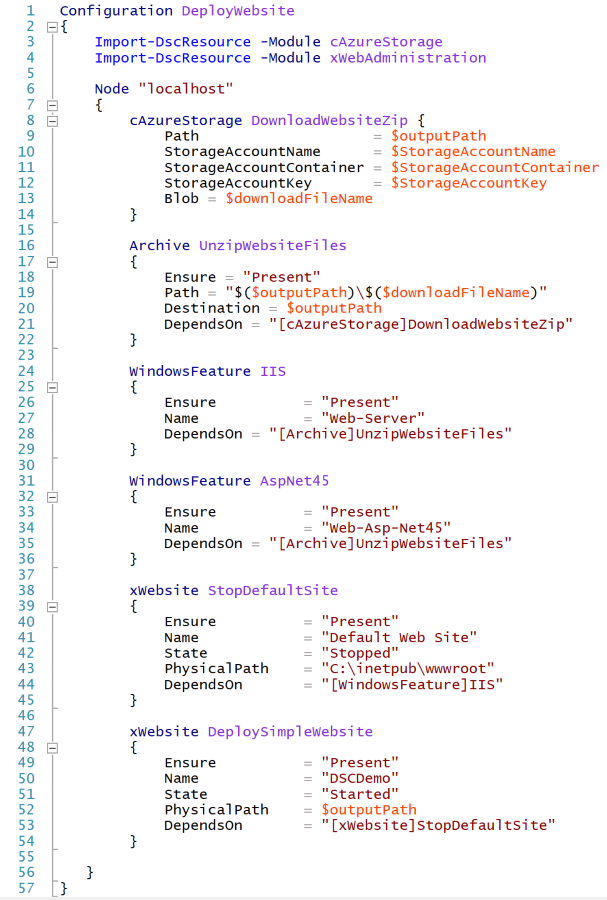 1 Configuration DeployWebsite
2 {
3     Import-DscResource -Module cAzureStorage
4     Import-DscResource -Module xWebAdministration
5
6     Node "localhost"
7     {
8         cAzureStorage DownloadWebsiteZip {
9             Path                    = $outputPath
10             StorageAccountName      = $StorageAccountName
11             StorageAccountContainer = $StorageAccountContainer
12             StorageAccountKey       = $StorageAccountKey
13             Blob = $downloadFileName
14         }
15
16         Archive UnzipWebsiteFiles
17         {
18             Ensure = "Present"
19             Path = "$($outputPath)\$($downloadFileName)"
20             Destination = $outputPath
21             DependsOn = "[cAzureStorage]DownloadWebsiteZip"
22         }
23
24         WindowsFeature IIS
25         {
26             Ensure          = "Present"
27             Name            = "Web-Server"
28             DependsOn = "[Archive]UnzipWebsiteFiles"
29         }
30
31         WindowsFeature AspNet45
32         {
33             Ensure          = "Present"
34             Name            = "Web-Asp-Net45"
35             DependsOn = "[Archive]UnzipWebsiteFiles"
36         }
37
38         xWebsite StopDefaultSite
39         {
40             Ensure          = "Present"
41             Name            = "Default Web Site"
42             State           = "Stopped"
43             PhysicalPath    = "C:\inetpub\wwwroot"
44             DependsOn       = "[WindowsFeature]IIS"
45         }
46
47         xWebsite DeploySimpleWebsite
48         {
49             Ensure          = "Present"
50             Name            = "DSCDemo"
51             State           = "Started"
52             PhysicalPath    = $outputPath
53             DependsOn       = "[xWebsite]StopDefaultSite"
54         }
55
56    }
57 }